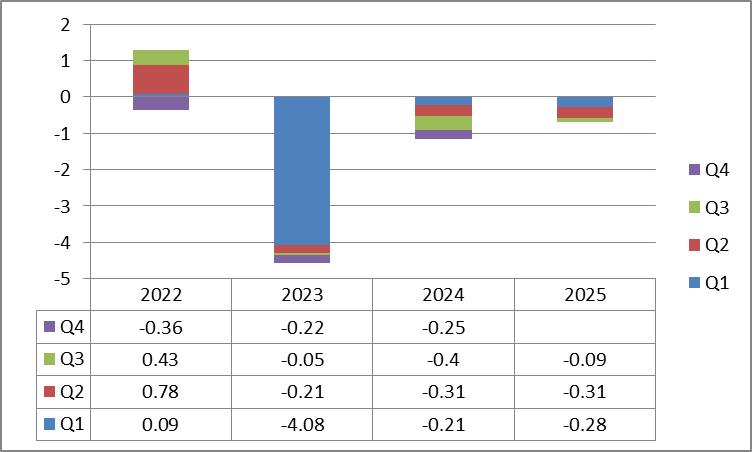 2
1
0
-1
-2
-3
-4
-5
Q4
Q3
Q2
Q1
2022 2023 2024 2025
Q4 -0.36 -0.22 -0.25
Q3 0.43 -0.05 -0.4 -0.09
Q2 0.78 -0.21 -0.31 -0.31
Q1 0.09 -4.08 -0.21 -0.28